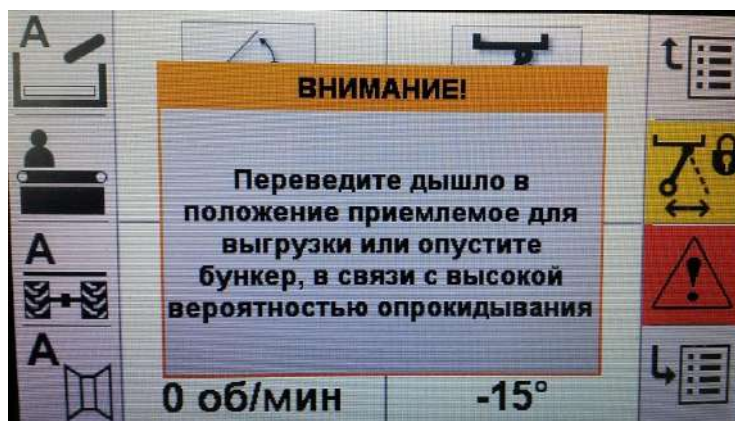 A
ВНИМАНИЕ!
Переведите дышло в
положение приемлемое для
выгрузки или опустите
бункер, в связи с высокой
вероятностью опрокидывания
A
A
0 об/мин
-15°